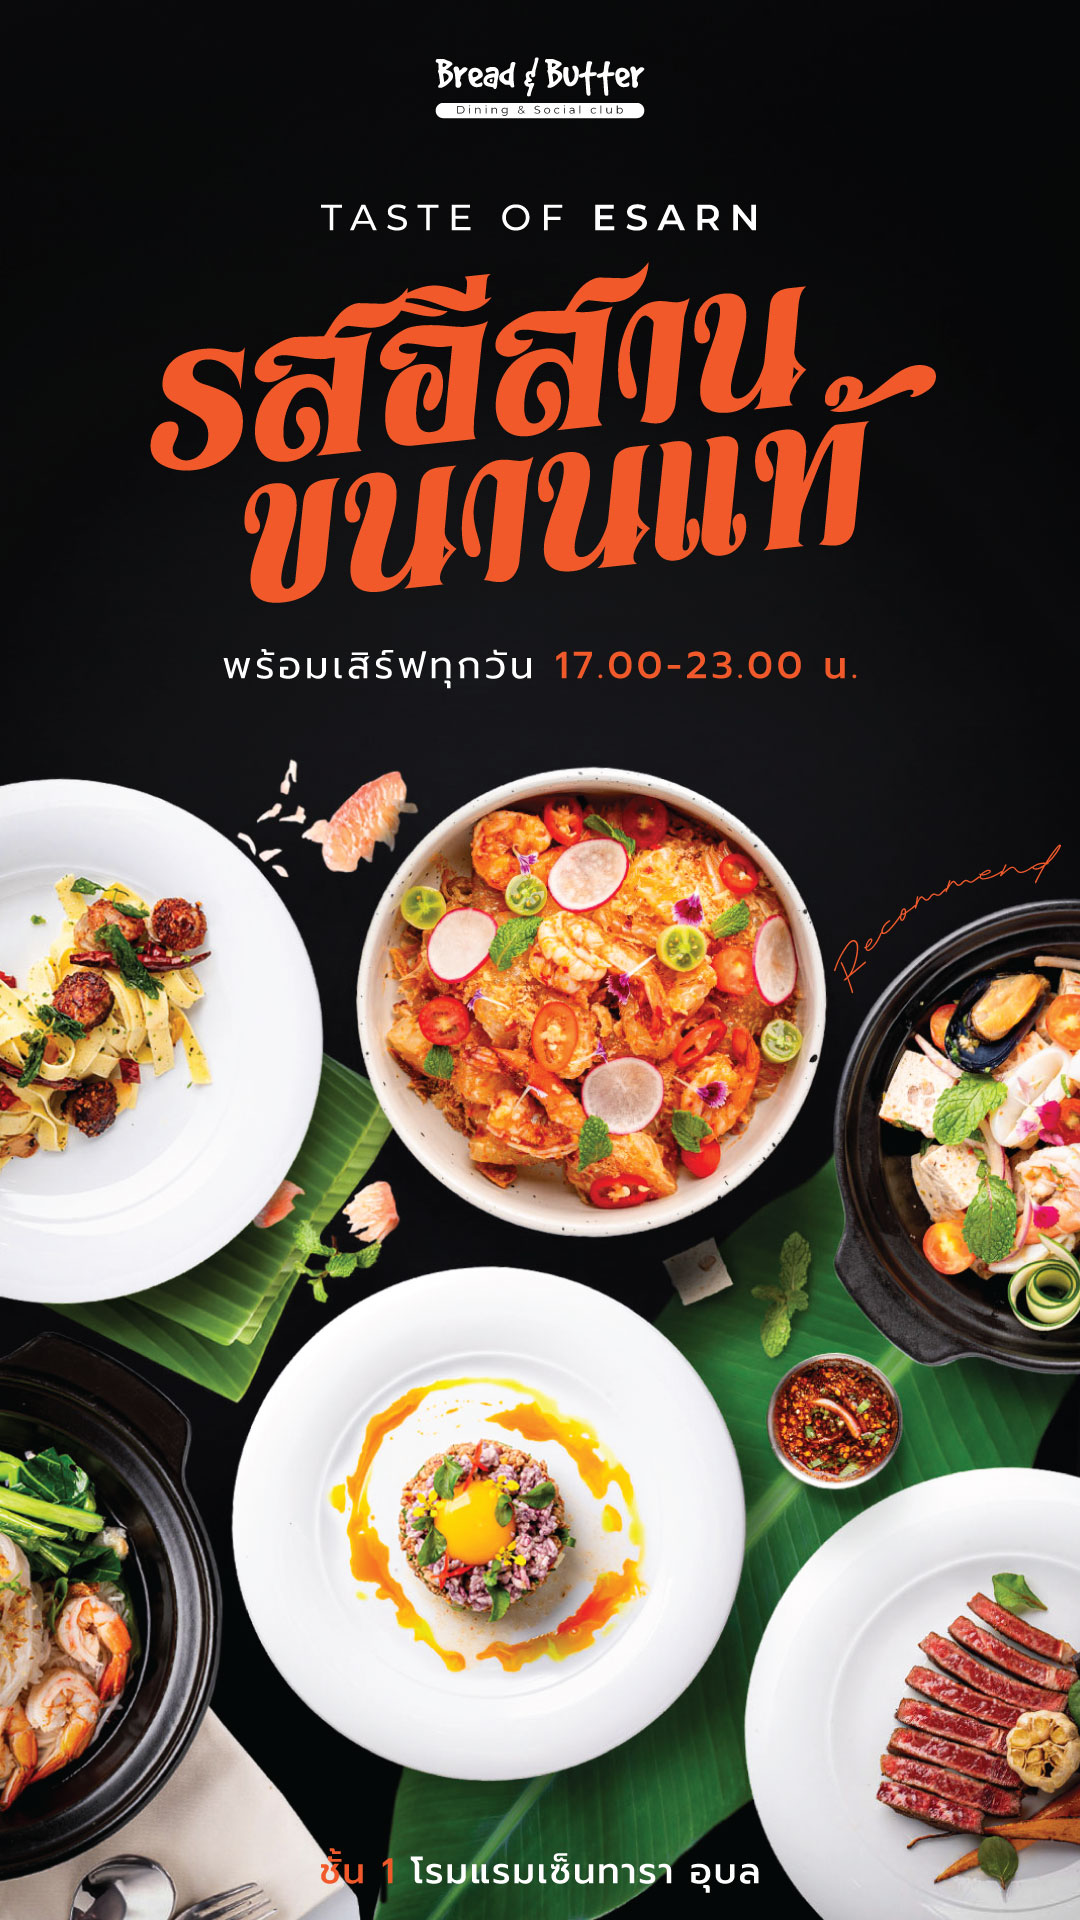 Bread & Butter
Dining & Social club
TASTE OF ESARN
รสอีสาน
ขนานแท้
พร้อมเสิร์ฟทุกวัน 17.00-23.00 น.
Recommend
ชั้น 1 โรมแรมเซ็นทารา อุบล